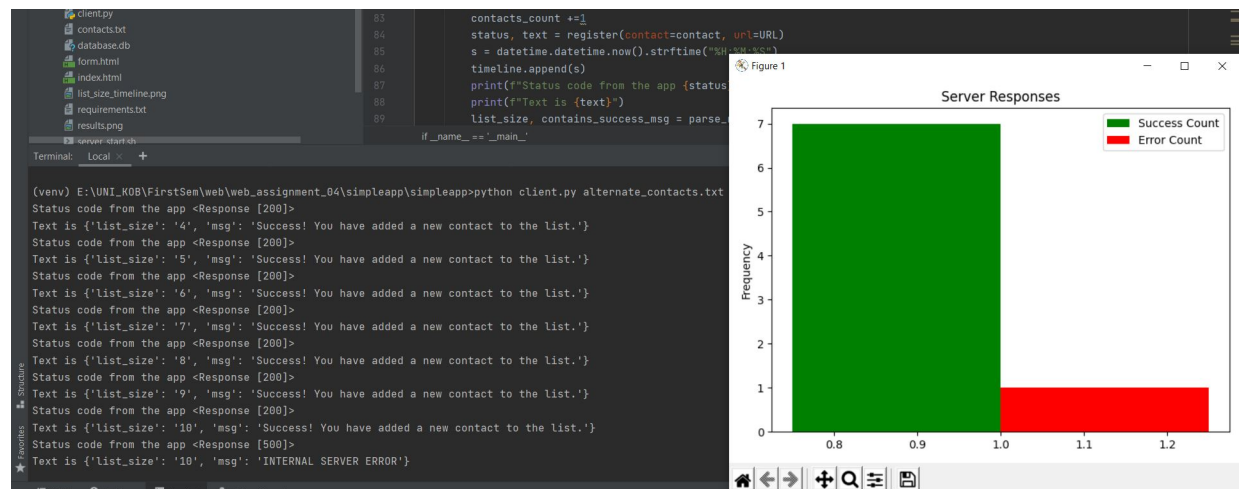 client.py
contacts.txt
database.db
form.html
index.html
list_size_timeline.png
requirements.txt
results.png
server_start.sh
83 contacts_count +=1
84 status, text = register(contact=contact, url=URL)
85 s = datetime.datetime.now().strftime("%H:%M:%S")
86 timeline.append(s)
87 print(f"Status code from the app {status
88 print(f"Text is {text}")
89 list_size, contains_success_msg = parse_
if __name__ == '__main__'
Terminal: Local × +
(venv) E:\UNI_KOB\FirstSem\web\web_assignment_04\simpleapp\simpleapp>python client.py alternate_contacts.txt
Status code from the app <Response [200]>
Text is {'list_size': '4', 'msg': 'Success! You have added a new contact to the list.'}
Status code from the app <Response [200]>
Text is {'list_size': '5', 'msg': 'Success! You have added a new contact to the list.'}
Status code from the app <Response [200]>
Text is {'list_size': '6', 'msg': 'Success! You have added a new contact to the list.'}
Status code from the app <Response [200]>
Text is {'list_size': '7', 'msg': 'Success! You have added a new contact to the list.'}
Status code from the app <Response [200]>
Text is {'list_size': '8', 'msg': 'Success! You have added a new contact to the list.'}
Status code from the app <Response [200]>
Text is {'list_size': '9', 'msg': 'Success! You have added a new contact to the list.'}
Status code from the app <Response [200]>
Text is {'list_size': '10', 'msg': 'Success! You have added a new contact to the list.'}
Status code from the app <Response [500]>
Text is {'list_size': '10', 'msg': 'INTERNAL SERVER ERROR'}
Structure
Favorites
Figure 1
Server Responses
Success Count
Error Count
Frequency
7
6
5
4
3
2
1
0
0.8 0.9 1.0 1.1 1.2